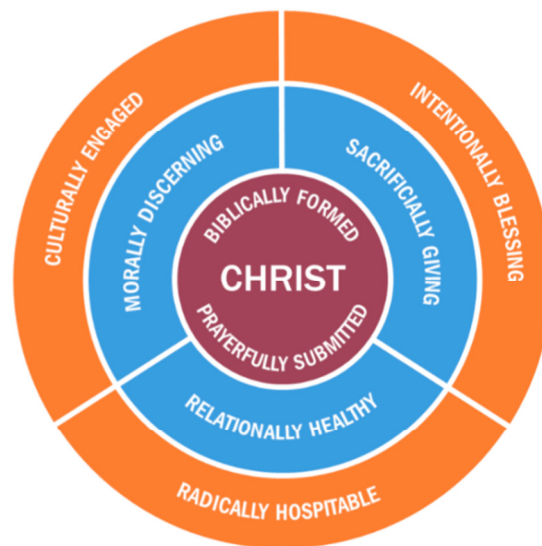 CULTURALLY ENGAGED
INTENTIONALLY BLESSING
MORALLY DISCERNING
SACRIFICIALLY GIVING
BIBLICALLY FORMED
CHRIST
PRAYERFULLY SUBMITTED
RELATIONALLY HEALTHY
RADICALLY HOSPITABLE